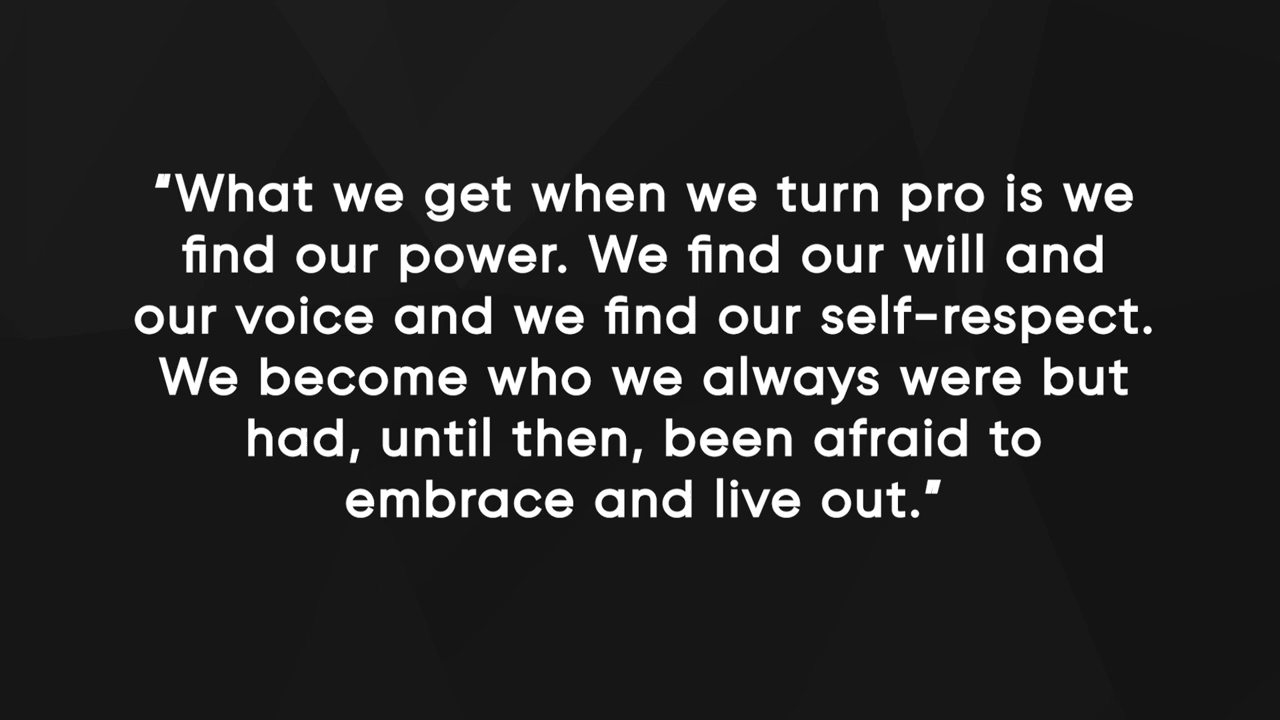 "What we get when we turn pro is we
find our power. We find our will and
our voice and we find our self-respect.
We become who we always were but
had, until then, been afraid to
embrace and live out."